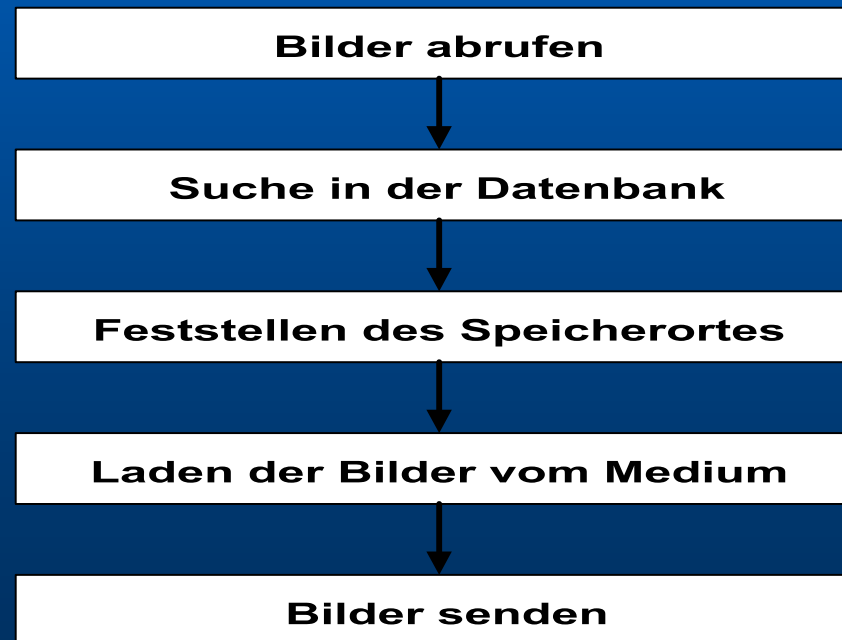 Bilder abrufen
Suche in der Datenbank
Feststellen des Speicherortes
Laden der Bilder vom Medium
Bilder senden